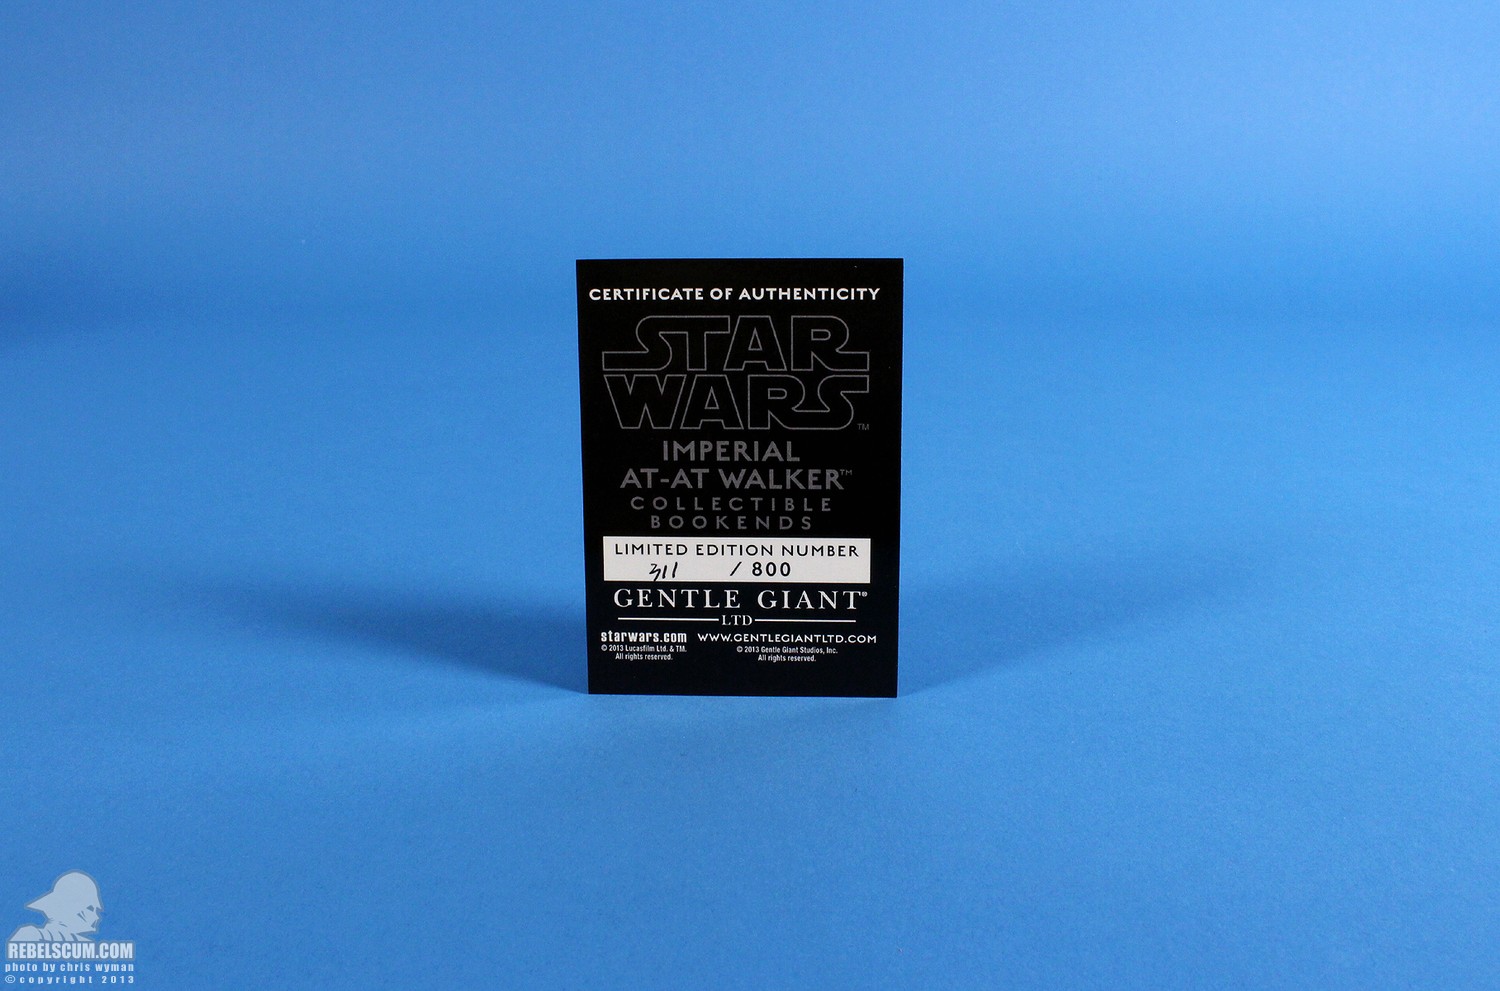 CERTIFICATE OF AUTHENTICITY
STAR
WARS™
IMPERIAL
AT-AT WALKER™
COLLECTIBLE
BOOKENDS
LIMITED EDITION NUMBER
311 / 800
GENTLE GIANT®
LTD
starwars.com WWW.GENTLEGIANTLTD.COM
© 2013 Lucasfilm Ltd. & TM. © 2013 Gentle Giant Studios, Inc.
All rights reserved. All rights reserved.
REBELSCUM.COM
photo by chris wyman
© copyright 2013